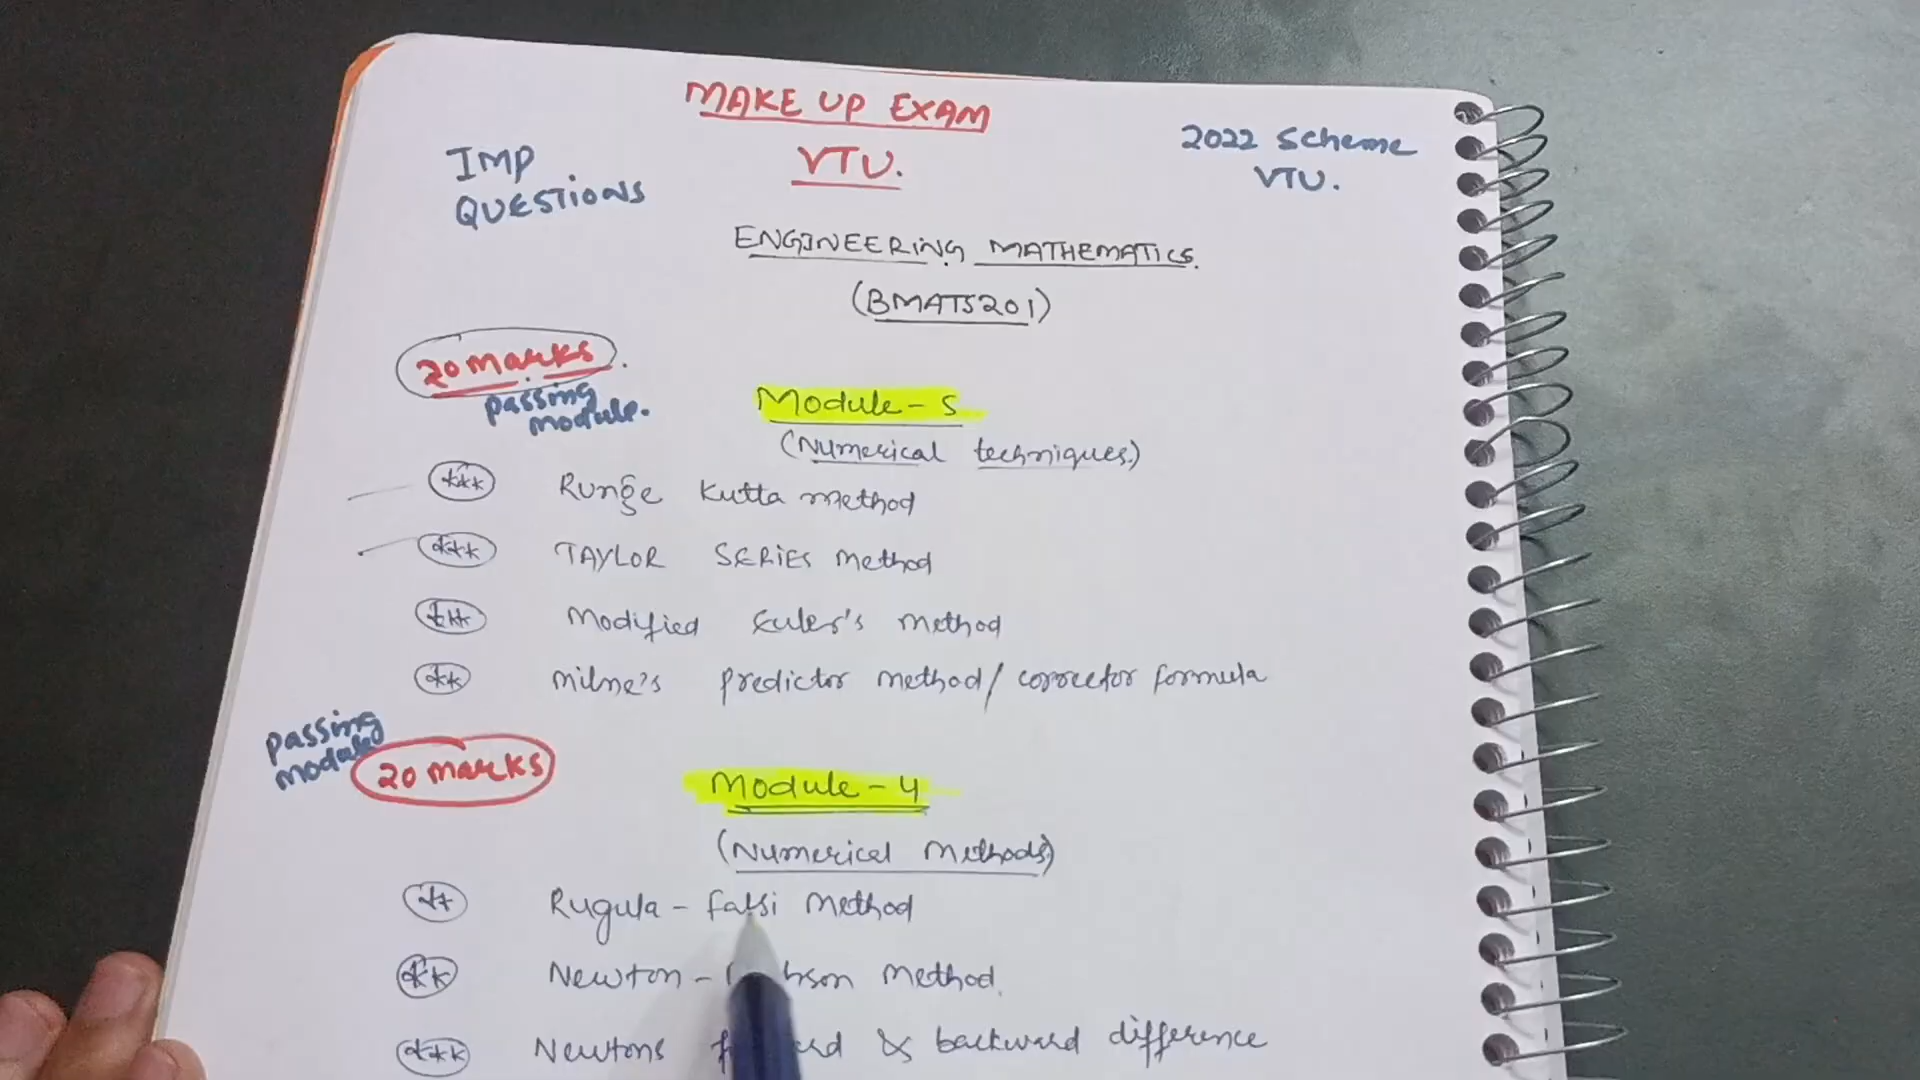 MAKE UP EXAM
VTU.
IMP
QUESTIONS
2022 Scheme
VTU.
ENGINEERING MATHEMATICS.
(BMATS201)
20 marks.
passing
module.
Module - 5
(Numerical techniques.)
*** Runge Kutta method
*** TAYLOR SERIES method
*** Modified Euler's method
** milne's predictor method / corrector formula
passing
module
20 marks
Module - 4
(Numerical Methods)
** Rugula - falsi method
** Newton - method.
*** Newtons & backward difference